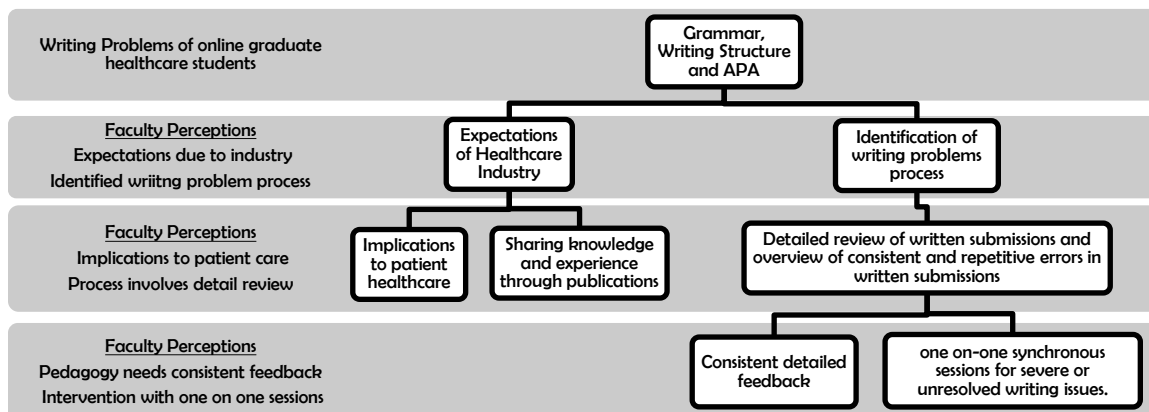 Writing Problems of online graduate
healthcare students
Grammar,
Writing Structure
and APA
Faculty Perceptions
Expectations due to industry
Identified wriitng problem process
Expectations
of Healthcare
Industry
Identification of
writing problems
process
Faculty Perceptions
Implications to patient care
Process involves detail review
Implications
to patient
healthcare
Sharing knowledge
and experience
through publications
Detailed review of written submissions and
overview of consistent and repetitive errors in
written submissions
Faculty Perceptions
Pedagogy needs consistent feedback
Intervention with one on one sessions
Consistent detailed
feedback
one on-one synchronous
sessions for severe or
unresolved writing issues.